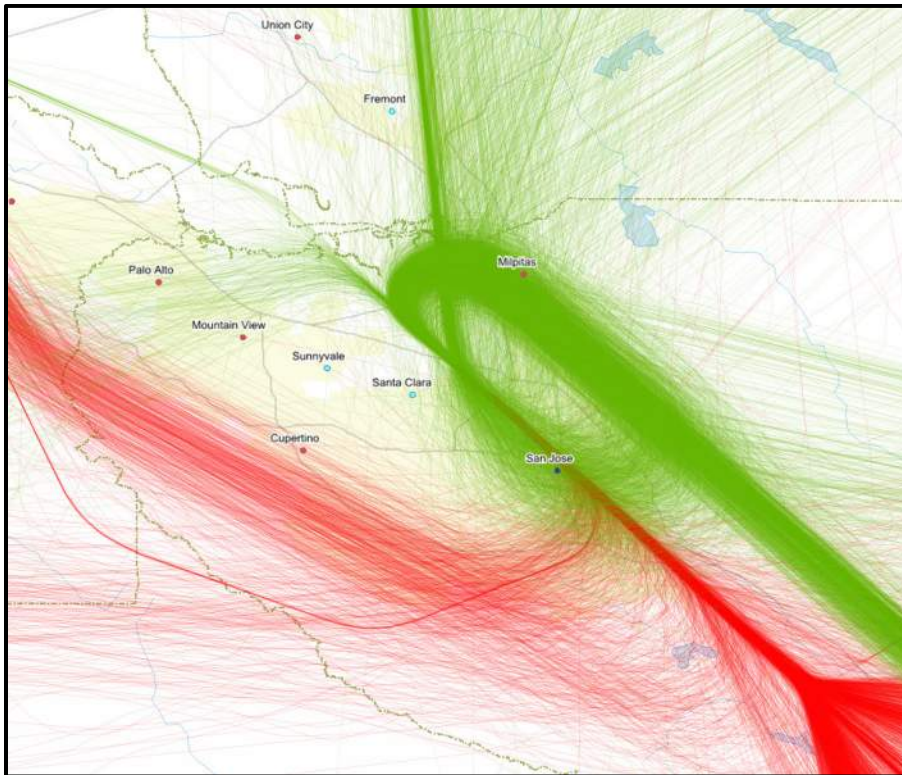 Union City
Fremont
Milpitas
Palo Alto
Mountain View
Sunnyvale
Santa Clara
Cupertino
San Jose